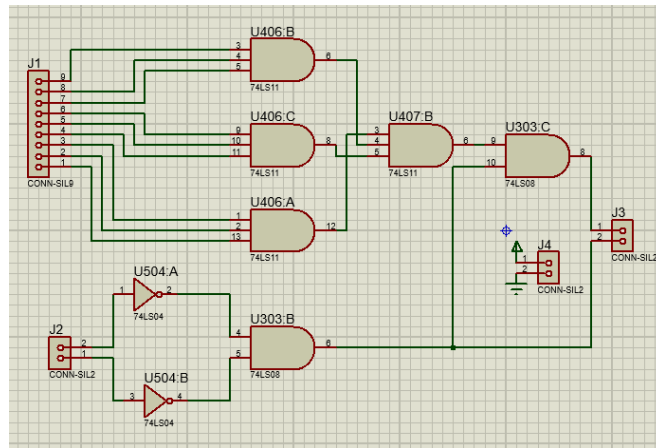 U406:B
3
4
5
6
74LS11
J1
9
8
7
6
5
4
3
2
1
CONN-SIL9
U406:C
9
10
11
8
74LS11
U407:B
3
4
5
6
74LS11
U303:C
9
10
8
74LS08
U406:A
1
2
13
12
74LS11
J3
1
2
CONN-SIL2
J4
1
2
CONN-SIL2
U504:A
1
2
74LS04
J2
2
1
CONN-SIL2
U303:B
4
5
6
74LS08
U504:B
3
4
74LS04